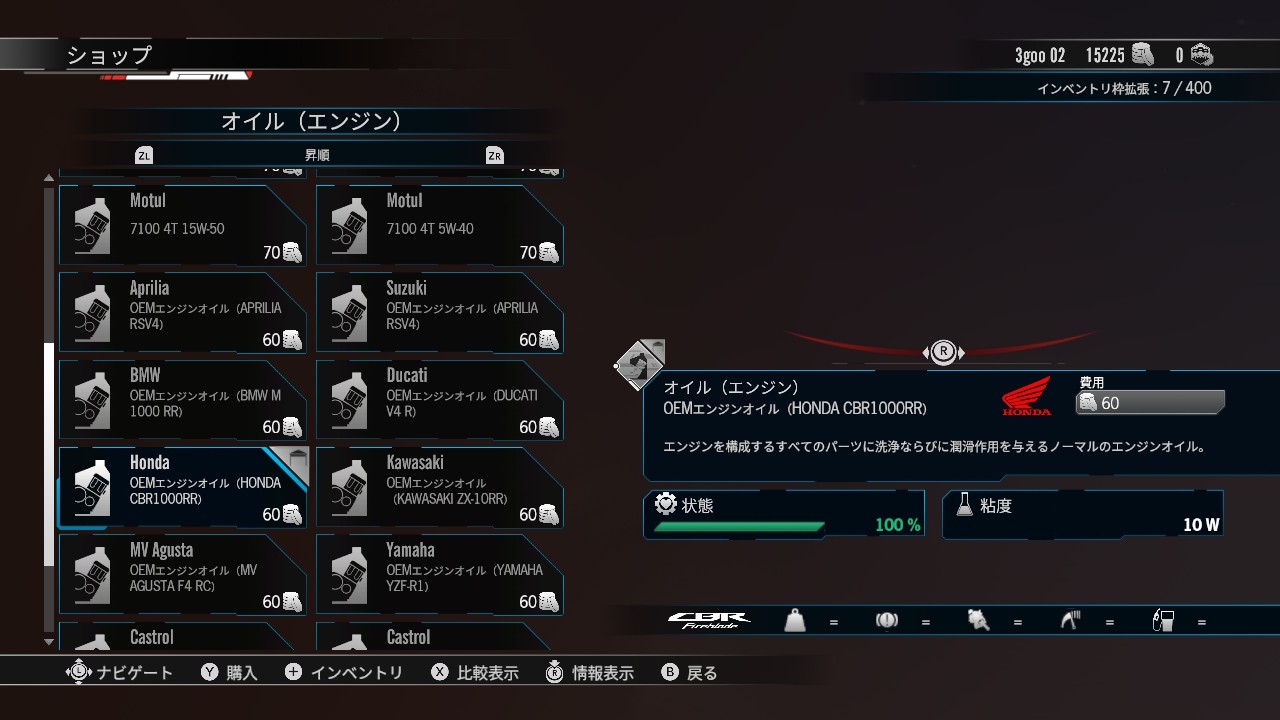 ショップ
3goo 02 15225 0
インベントリ枠拡張：7 / 400
オイル（エンジン）
ZL 昇順 ZR
70 70
Motul
7100 4T 15W-50
70
Motul
7100 4T 5W-40
70
Aprilia
OEMエンジンオイル（APRILIA
RSV4）
60
Suzuki
OEMエンジンオイル（APRILIA
RSV4）
60
BMW
OEMエンジンオイル（BMW M
1000 RR）
60
Ducati
OEMエンジンオイル（DUCATI
V4 R）
60
Honda
OEMエンジンオイル（HONDA
CBR1000RR）
60
Kawasaki
OEMエンジンオイル
（KAWASAKI ZX-10RR）
60
MV Agusta
OEMエンジンオイル（MV
AGUSTA F4 RC）
60
Yamaha
OEMエンジンオイル（YAMAHA
YZF-R1）
60
Castrol
Castrol
R
オイル（エンジン）
OEMエンジンオイル（HONDA CBR1000RR）
HONDA
費用
60
エンジンを構成するすべてのパーツに洗浄ならびに潤滑作用を与えるノーマルのエンジンオイル。
状態
100 %
粘度
10 W
CBR
Fireblade
= = = = =
L ナビゲート Y 購入 + インベントリ X 比較表示 R 情報表示 B 戻る